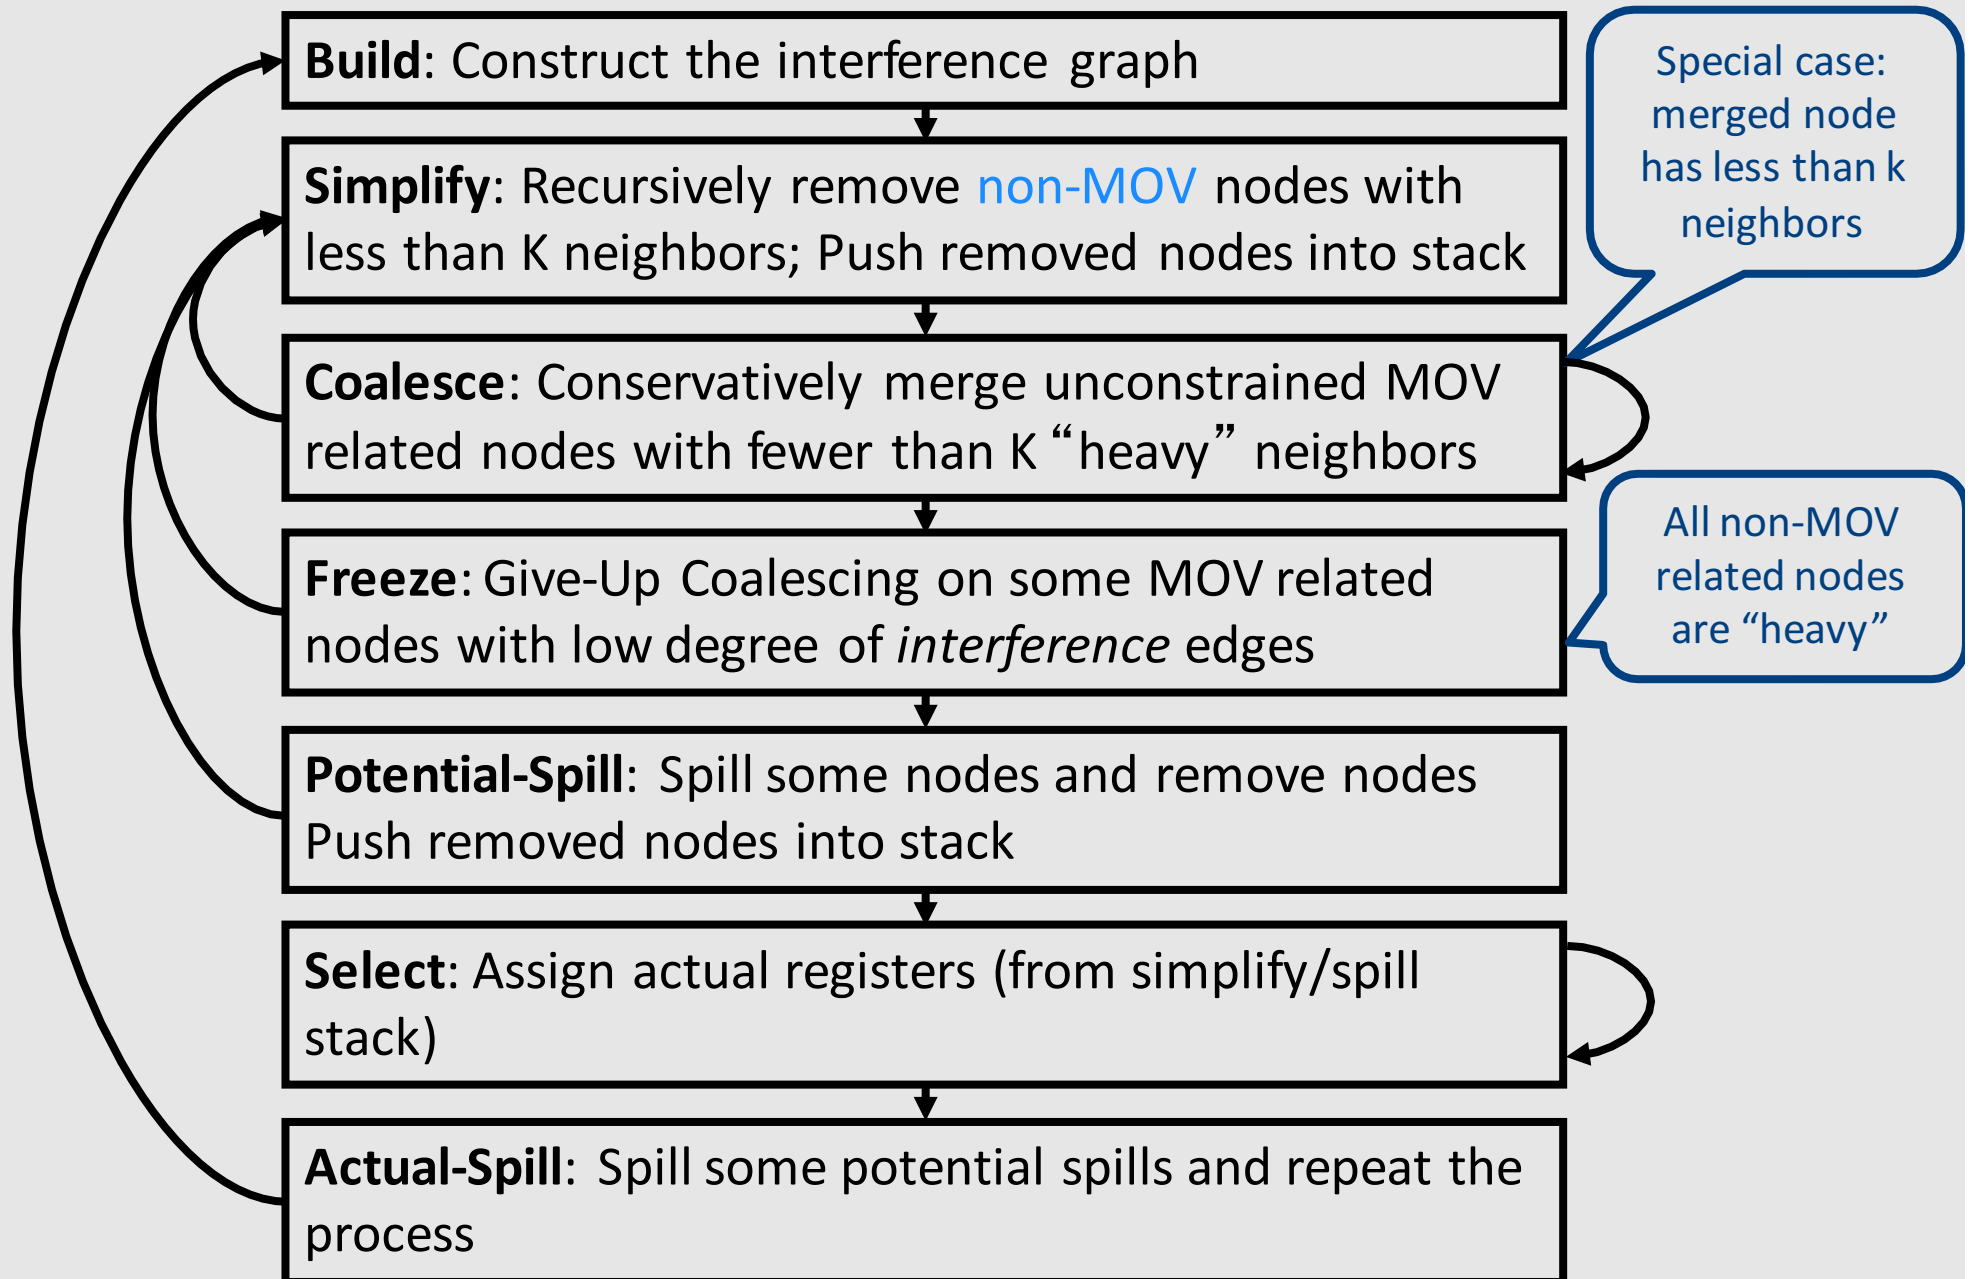 Build: Construct the interference graph
Special case:
merged node
has less than k
neighbors
Simplify: Recursively remove non-MOV nodes with
less than K neighbors; Push removed nodes into stack
Coalesce: Conservatively merge unconstrained MOV
related nodes with fewer than K “heavy” neighbors
Freeze: Give-Up Coalescing on some MOV related
nodes with low degree of interference edges
All non-MOV
related nodes
are “heavy”
Potential-Spill: Spill some nodes and remove nodes
Push removed nodes into stack
Select: Assign actual registers (from simplify/spill
stack)
Actual-Spill: Spill some potential spills and repeat the
process